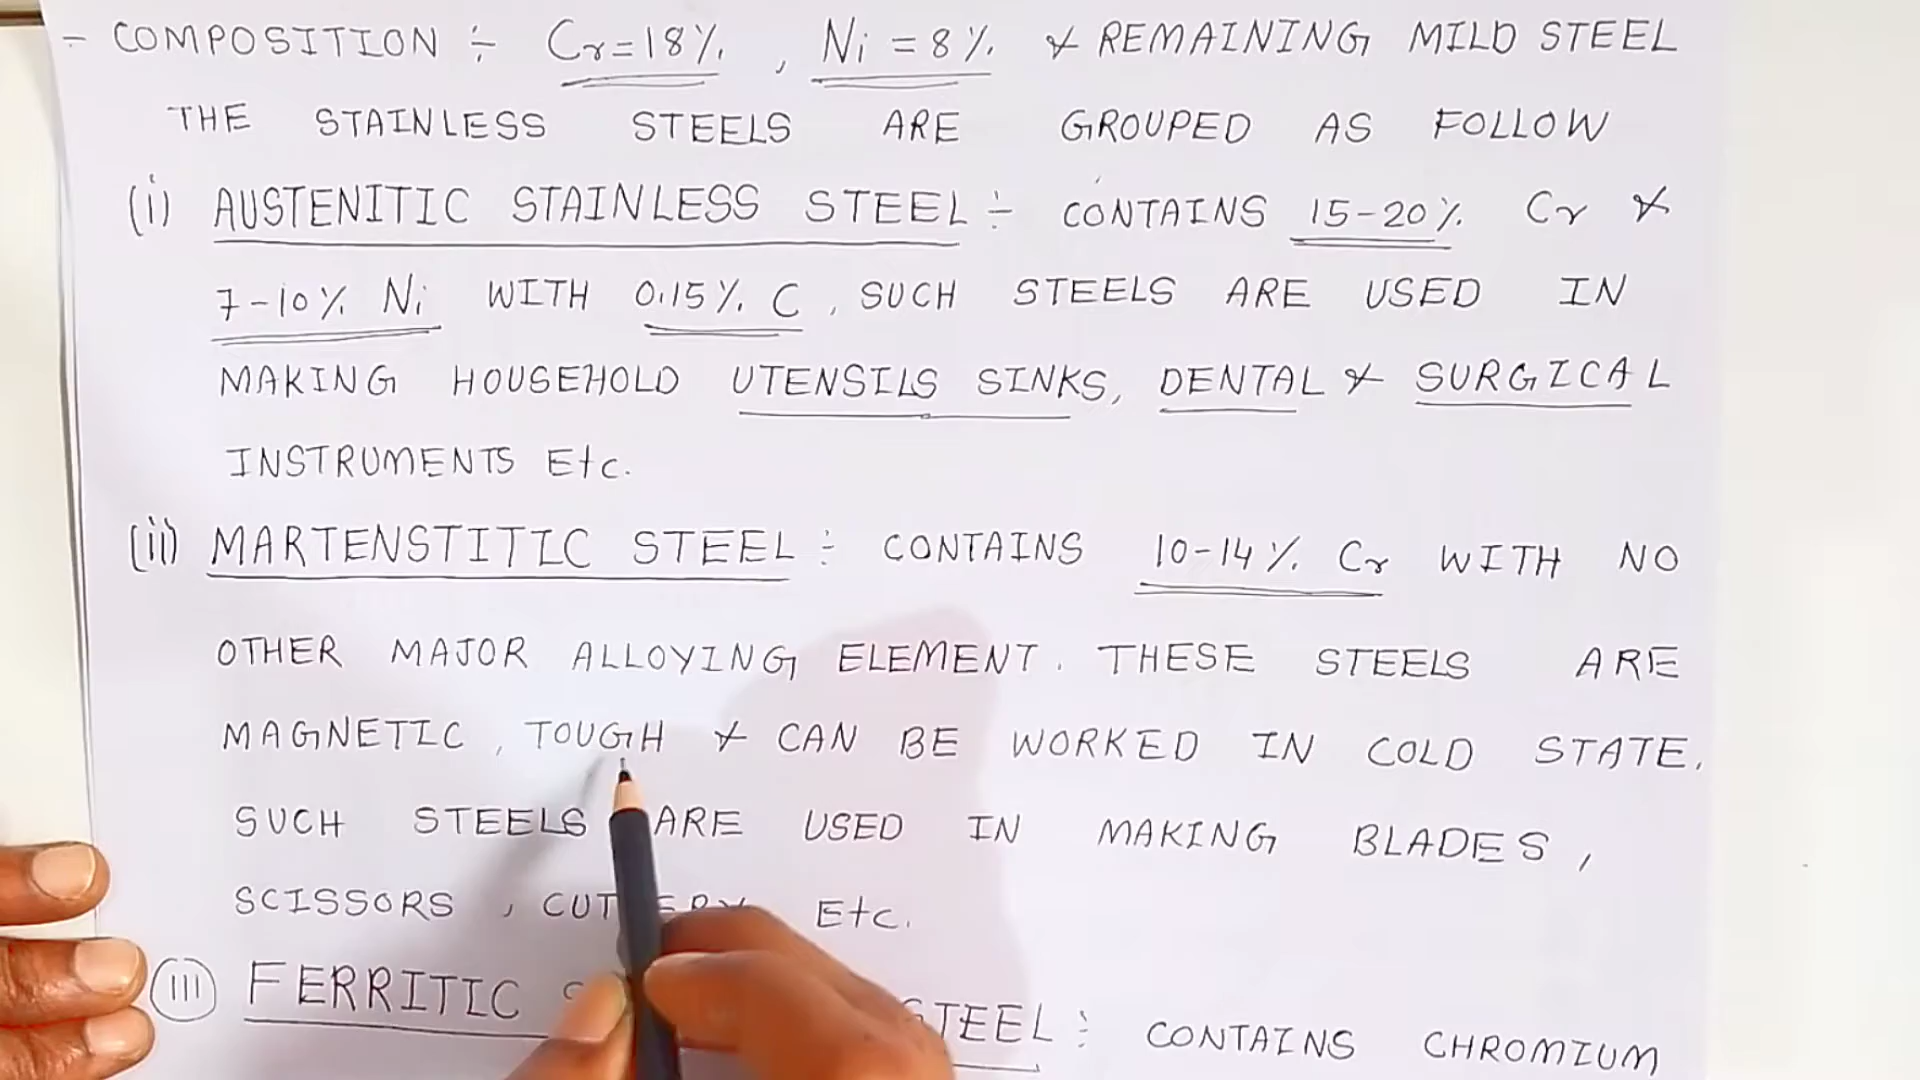 - COMPOSITION ÷ Cr=18%, Ni=8% & REMAINING MILD STEEL
THE STAINLESS STEELS ARE GROUPED AS FOLLOW
(i) AUSTENITIC STAINLESS STEEL ÷ CONTAINS 15-20% Cr &
7-10% Ni WITH 0.15% C, SUCH STEELS ARE USED IN
MAKING HOUSEHOLD UTENSILS SINKS, DENTAL & SURGICAL
INSTRUMENTS Etc.
(ii) MARTENSTITIC STEEL ÷ CONTAINS 10-14% Cr WITH NO
OTHER MAJOR ALLOYING ELEMENT. THESE STEELS ARE
MAGNETIC, TOUGH & CAN BE WORKED IN COLD STATE.
SUCH STEELS ARE USED IN MAKING BLADES,
SCISSORS, Etc.
(iii) FERRITIC STEEL ÷ CONTAINS CHROMIUM